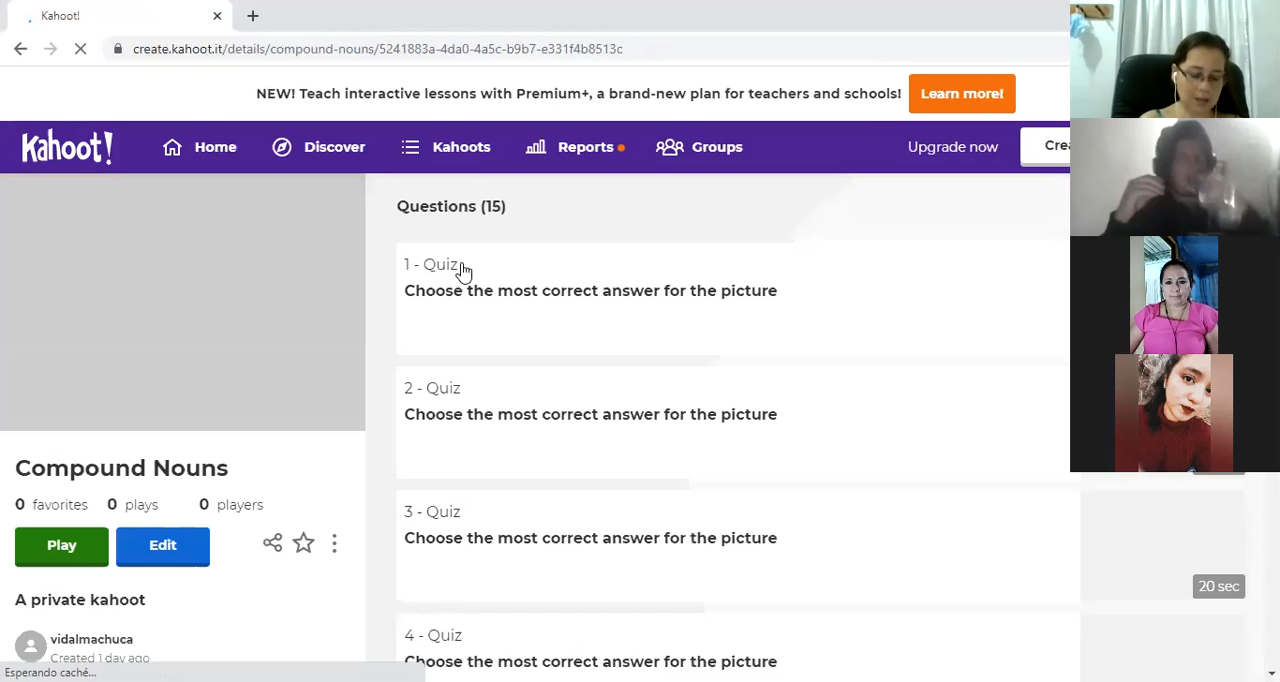 Kahoot!
create.kahoot.it/details/compound-nouns/5241883a-4da0-4a5c-b9b7-e331f4b8513c
NEW! Teach interactive lessons with Premium+, a brand-new plan for teachers and schools! Learn more!
Kahoot! Home Discover Kahoots Reports Groups Upgrade now Crea
Questions (15)
1 - Quiz
Choose the most correct answer for the picture
2 - Quiz
Choose the most correct answer for the picture
3 - Quiz
Choose the most correct answer for the picture
20 sec
4 - Quiz
Choose the most correct answer for the picture
Compound Nouns
0 favorites 0 plays 0 players
Play Edit
A private kahoot
vidalmachuca
Created 1 day ago
Esperando caché...